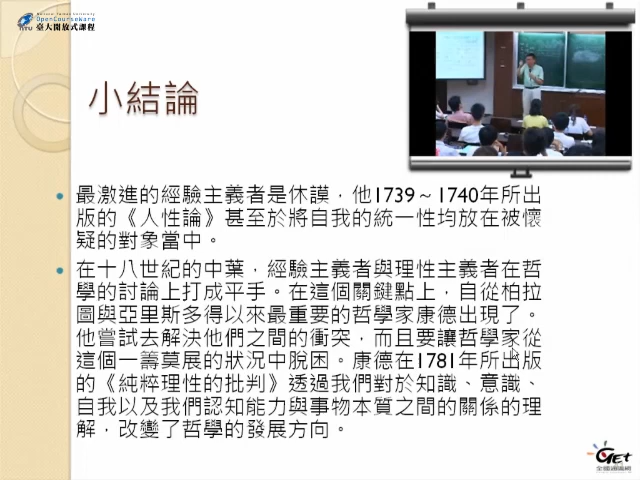 National Taiwan University
OpenCourseWare
NTU 臺大開放式課程
小結論
最激進的經驗主義者是休謨，他1739～1740年所出
版的《人性論》甚至於將自我的統一性均放在被懷
疑的對象當中。
在十八世紀的中葉，經驗主義者與理性主義者在哲
學的討論上打成平手。在這個關鍵點上，自從柏拉
圖與亞里斯多得以來最重要的哲學家康德出現了。
他嘗試去解決他們之間的衝突，而且要讓哲學家從
這個一籌莫展的狀況中脫困。康德在1781年所出版
的《純粹理性的批判》透過我們對於知識、意識、
自我以及我們認知能力與事物本質之間的關係的理
解，改變了哲學的發展方向。
GET
全國通識網